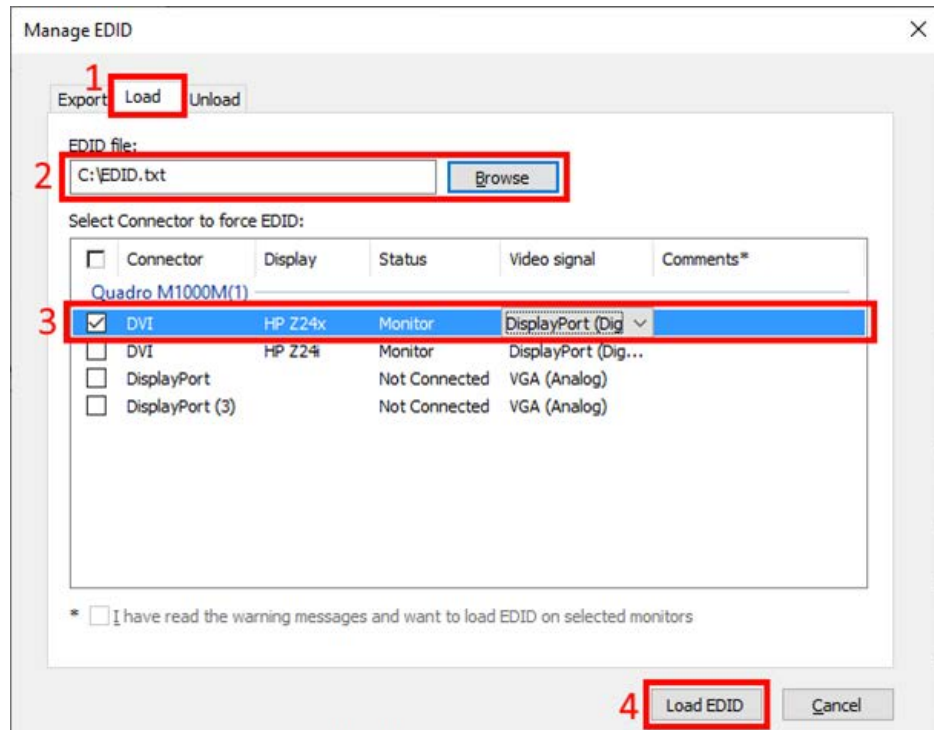 Manage EDID
1
Export Load Unload
EDID file:
2 C:\EDID.txt Browse
Select Connector to force EDID:
Connector Display Status Video signal Comments*
Quadro M1000M(1)
3 DVI HP Z24x Monitor DisplayPort (Dig
DVI HP Z24i Monitor DisplayPort (Dig...
DisplayPort Not Connected VGA (Analog)
DisplayPort (3) Not Connected VGA (Analog)
* I have read the warning messages and want to load EDID on selected monitors
4 Load EDID Cancel